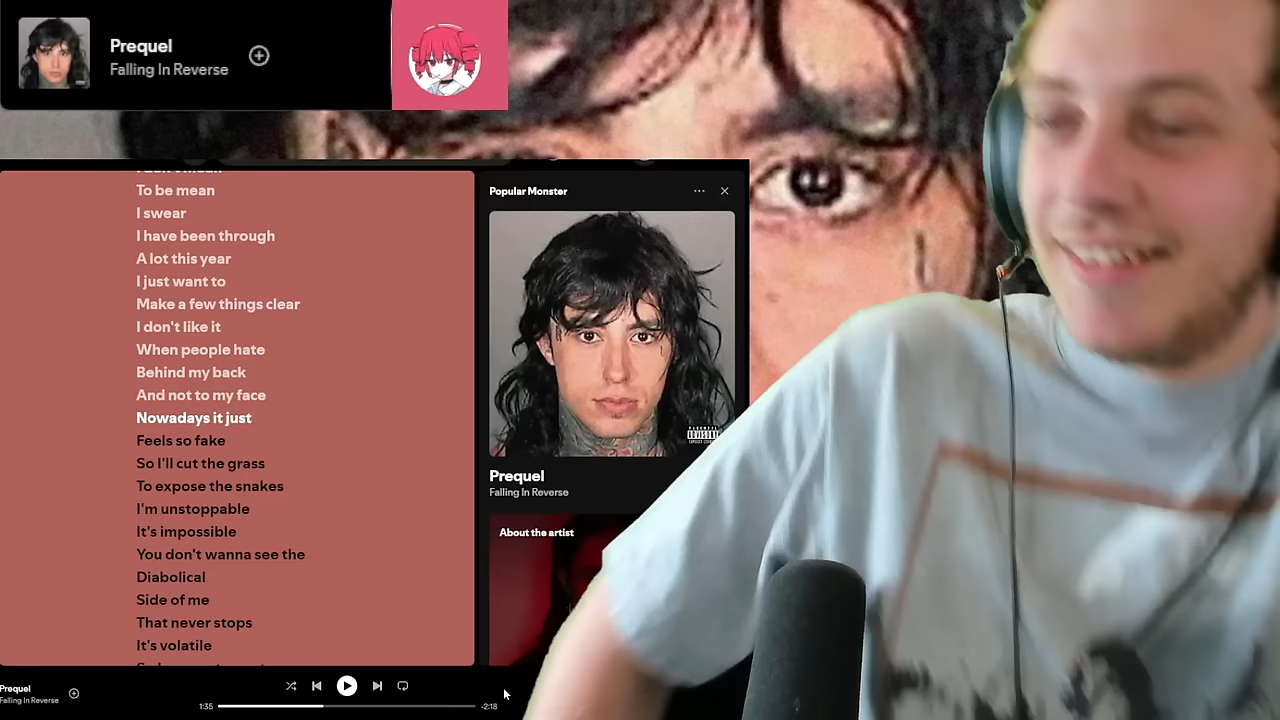 Prequel
Falling In Reverse
To be mean
I swear
I have been through
A lot this year
I just want to
Make a few things clear
I don't like it
When people hate
Behind my back
And not to my face
Nowadays it just
Feels so fake
So I'll cut the grass
To expose the snakes
I'm unstoppable
It's impossible
You don't wanna see the
Diabolical
Side of me
That never stops
It's volatile
Popular Monster
PARENTAL
ADVISORY
Prequel
Falling In Reverse
About the artist
Prequel
Falling In Reverse
1:35
-2:18